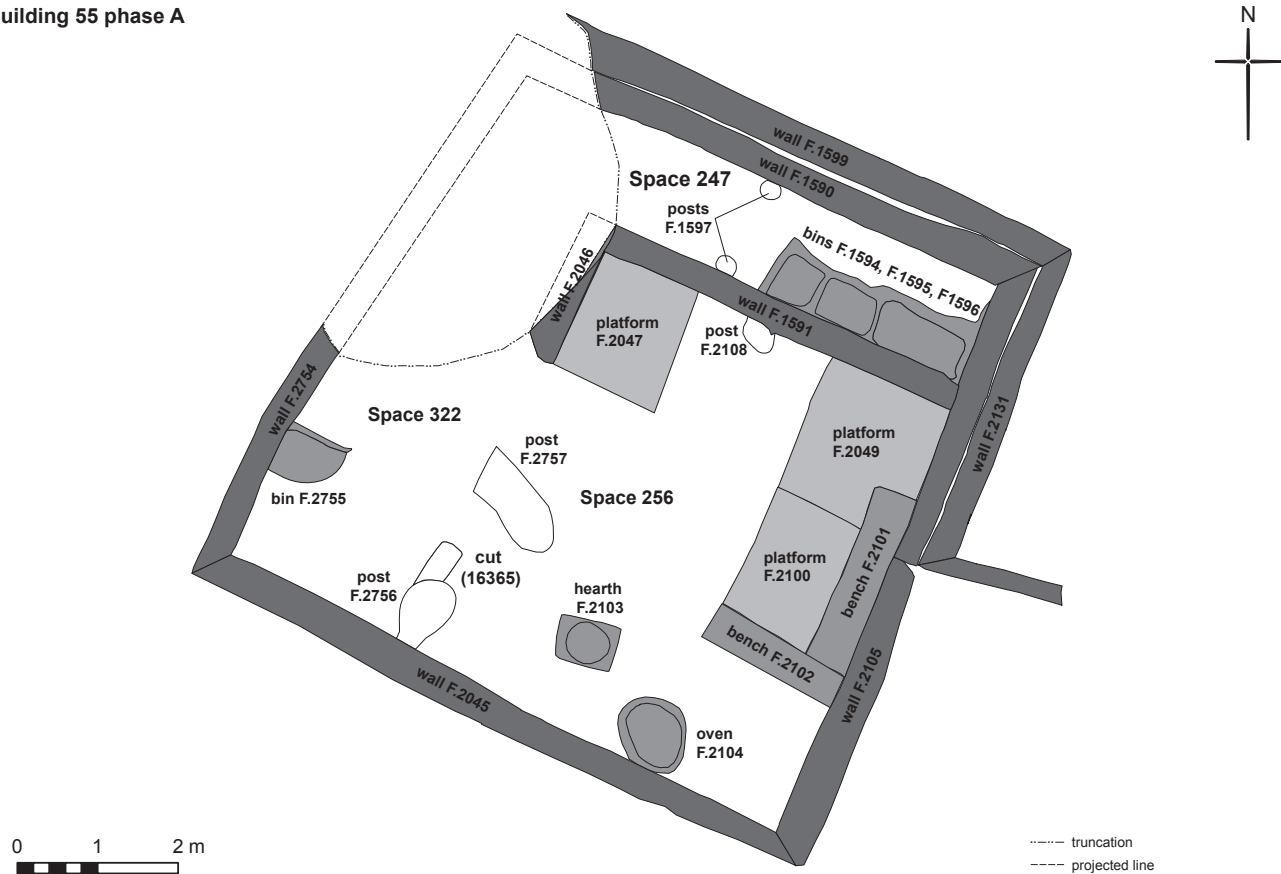 uilding 55 phase A
N
wall F.1599
wall F.1590
Space 247
posts
F.1597
bins F.1594, F.1595, F1596
wall F.2046
wall F.1591
platform
F.2047
post
F.2108
wall F.2754
Space 322
platform
F.2049
wall F.2131
post
F.2757
Space 256
bin F.2755
bench F.2101
platform
F.2100
cut
(16365)
post
F.2756
hearth
F.2103
bench F.2102
wall F.2105
wall F.2045
oven
F.2104
0 1 2 m
truncation
projected line